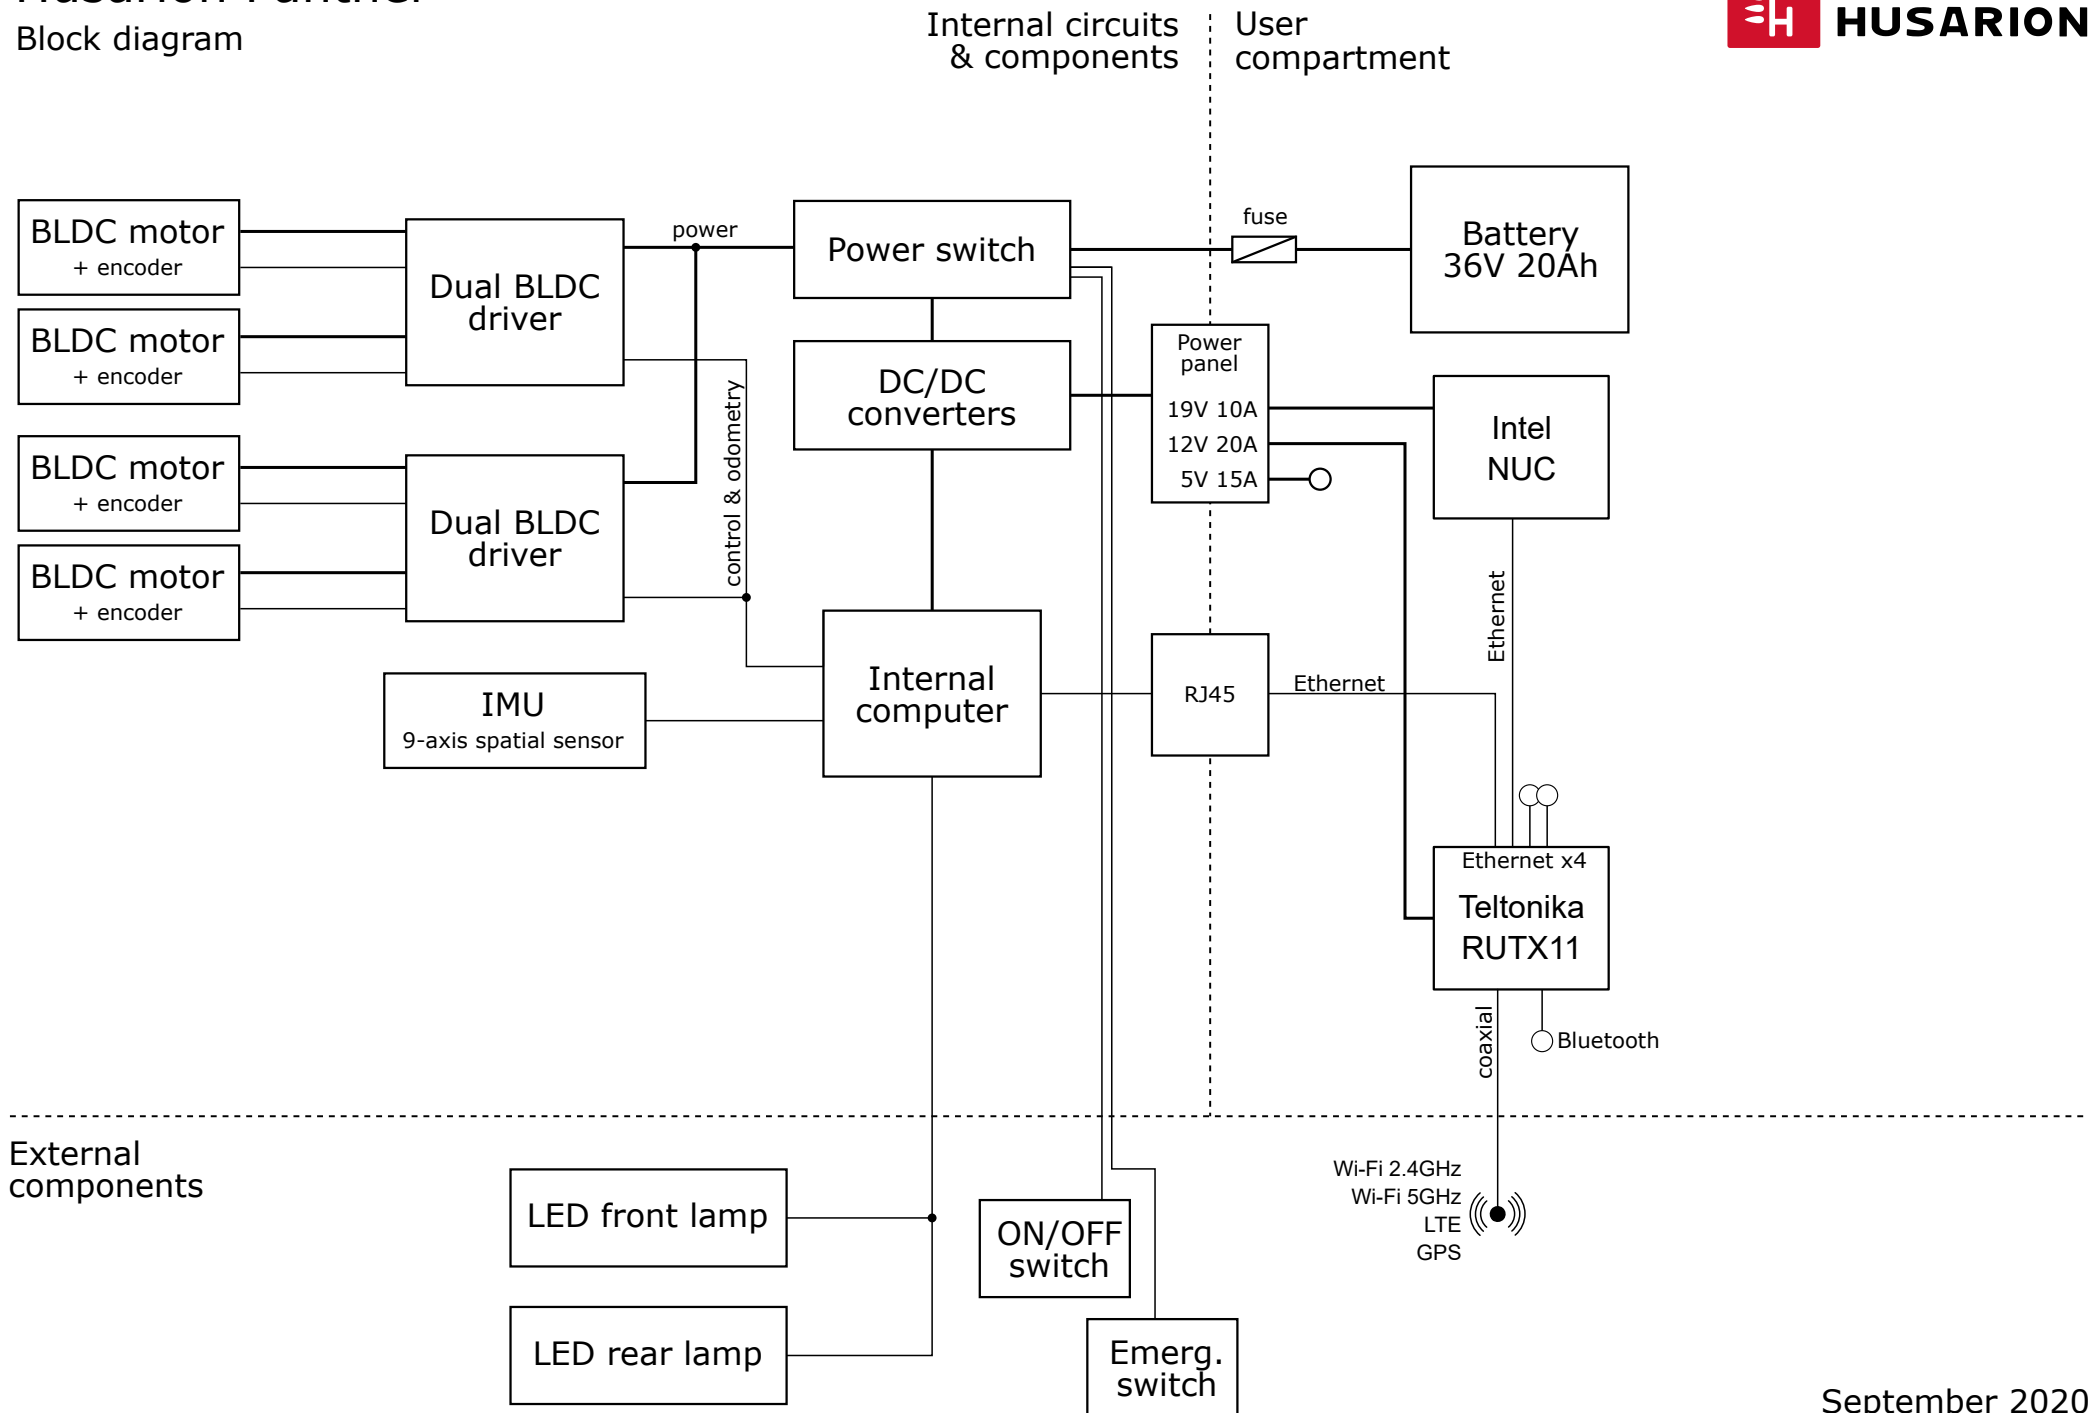 Husarion Panther
Block diagram
Internal circuits
& components
User
compartment
HUSARION
BLDC motor
+ encoder
BLDC motor
+ encoder
BLDC motor
+ encoder
BLDC motor
+ encoder
Dual BLDC
driver
Dual BLDC
driver
power
control & odometry
Power switch
DC/DC
converters
fuse
Battery
36V 20Ah
Power
panel
19V 10A
12V 20A
5V 15A
Intel
NUC
Ethernet
IMU
9-axis spatial sensor
Internal
computer
RJ45
Ethernet
Ethernet x4
Teltonika
RUTX11
coaxial
Bluetooth
External
components
LED front lamp
LED rear lamp
ON/OFF
switch
Emerg.
switch
Wi-Fi 2.4GHz
Wi-Fi 5GHz
LTE
GPS
September 2020